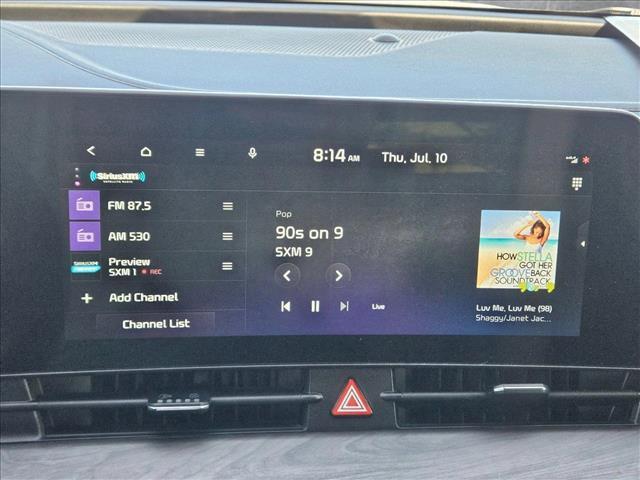 8:14 AM Thu, Jul, 10
((SiriusXM))
SATELLITE RADIO
FM 87.5
AM 530
Preview
SXM 1 REC
Add Channel
Channel List
Pop
90s on 9
SXM 9
Live
HOW STELLA
GOT HER
GROOVE BACK
SOUNDTRACK
Luv Me, Luv Me (98)
Shaggy/Janet Jac...